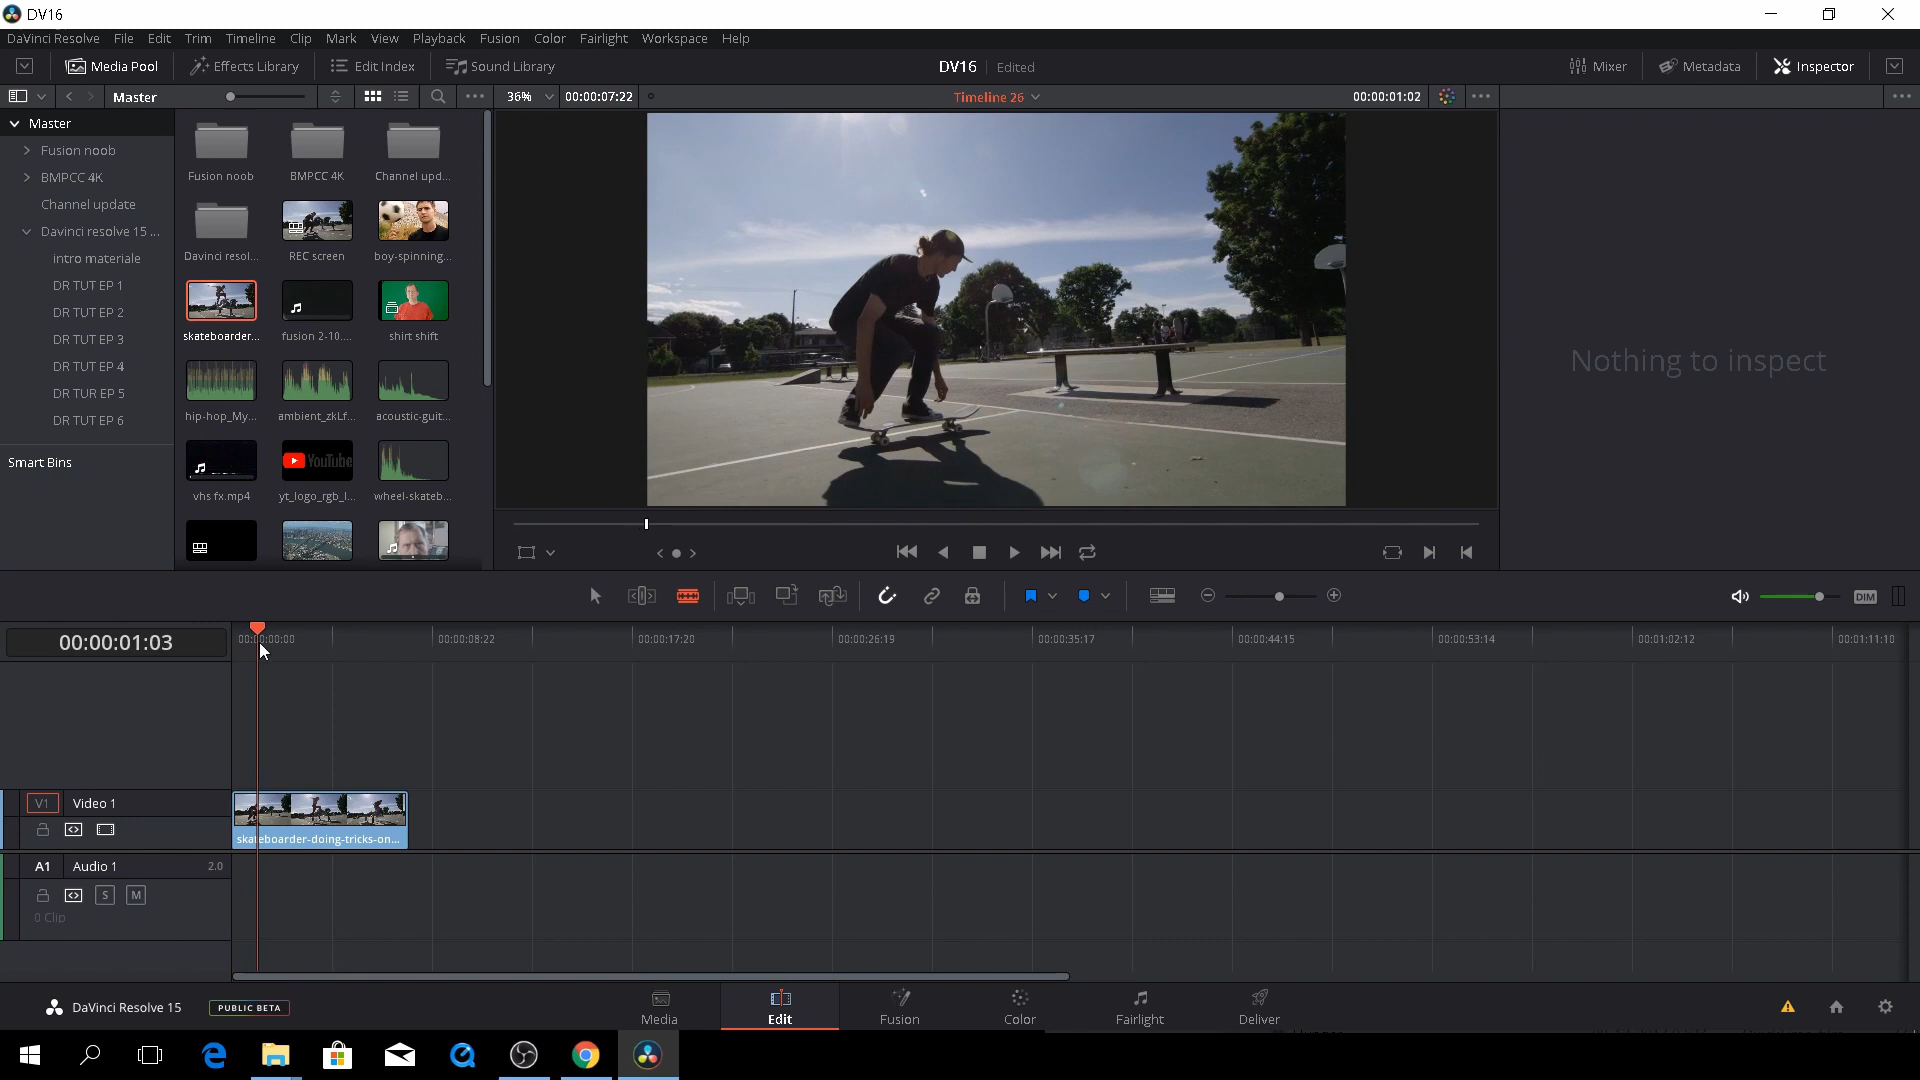 DV16
DaVinci Resolve File Edit Trim Timeline Clip Mark View Playback Fusion Color Fairlight Workspace Help
Media Pool Effects Library Edit Index Sound Library DV16 Edited Mixer Metadata Inspector
Master 36% 00:00:07:22 Timeline 26 00:00:01:02
Master
Fusion noob
BMPCC 4K
Channel update
Davinci resolve 15 ...
intro materiale
DR TUT EP 1
DR TUT EP 2
DR TUT EP 3
DR TUT EP 4
DR TUR EP 5
DR TUT EP 6
Smart Bins
Fusion noob BMPCC 4K Channel upd...
Davinci resol... REC screen boy-spinning...
skateboarder... fusion 2-10.... shirt shift
hip-hop_My... ambient_zkLf... acoustic-guit...
YouTube
vhs fx.mp4 yt_logo_rgb_l... wheel-skateb...
Nothing to inspect
DIM
00:00:01:03 00:00:00:00 00:00:08:22 00:00:17:20 00:00:26:19 00:00:35:17 00:00:44:15 00:00:53:14 00:01:02:12 00:01:11:10
V1 Video 1
skateboarder-doing-tricks-on...
A1 Audio 1 2.0
S M
0 Clip
DaVinci Resolve 15 PUBLIC BETA
Media Edit Fusion Color Fairlight Deliver